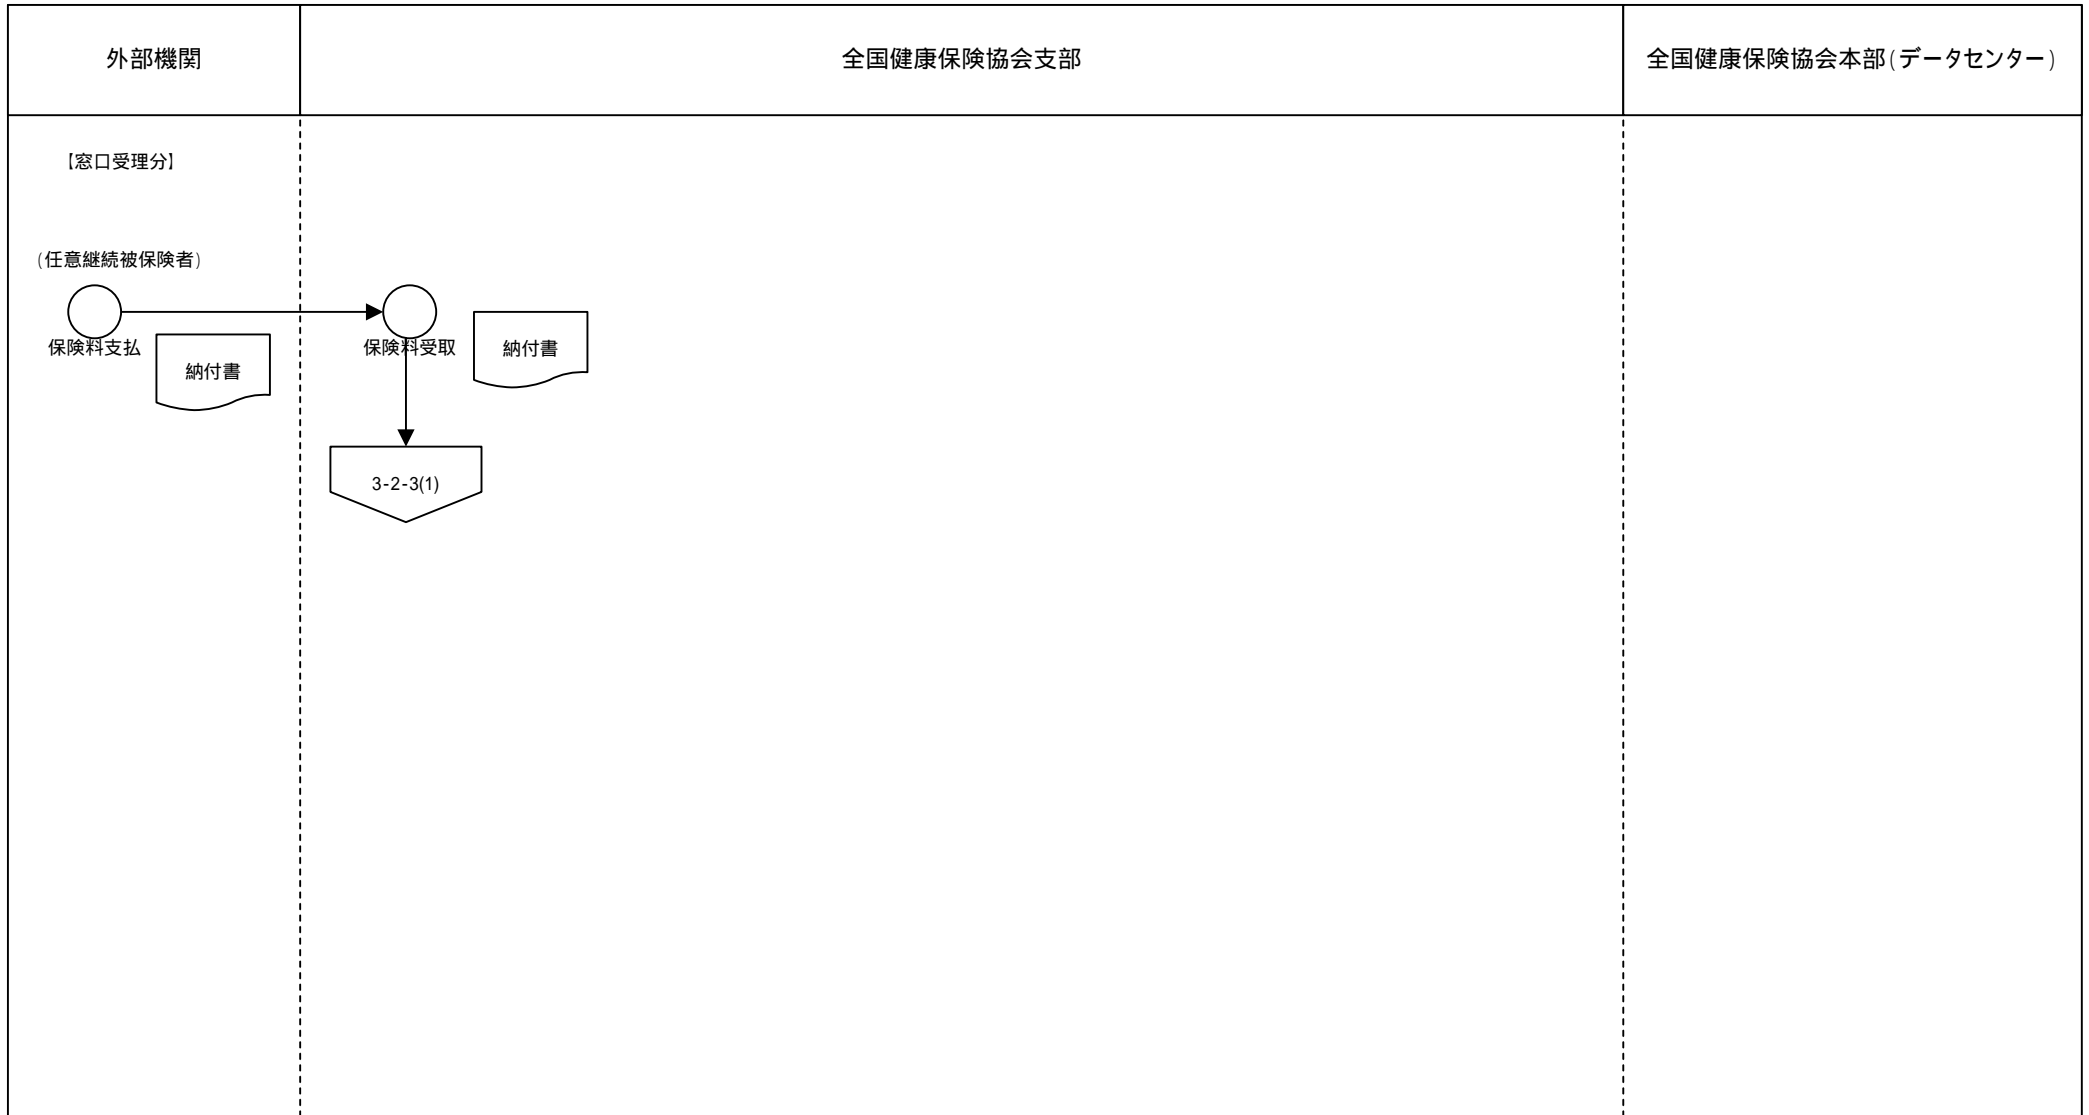 外部機関
全国健康保険協会支部
全国健康保険協会本部(データセンター)
【窓口受理分】
(任意継続被保険者)
保険料支払
納付書
保険料受取
納付書
3-2-3(1)